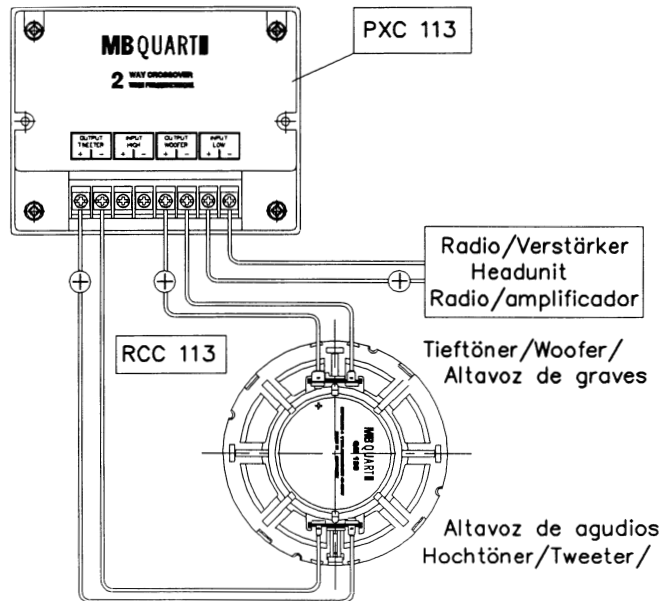 PXC 113
MB QUART
2 WAY CROSSOVER
OUTPUT TWEETER
+ -
INPUT HIGH
+ -
OUTPUT WOOFER
+ -
INPUT LOW
+ -
Radio/Verstärker
Headunit
Radio/amplificador
RCC 113
Tieftöner/Woofer/
Altavoz de graves
+
MB QUART
Altavoz de agudios
Hochtöner/Tweeter/